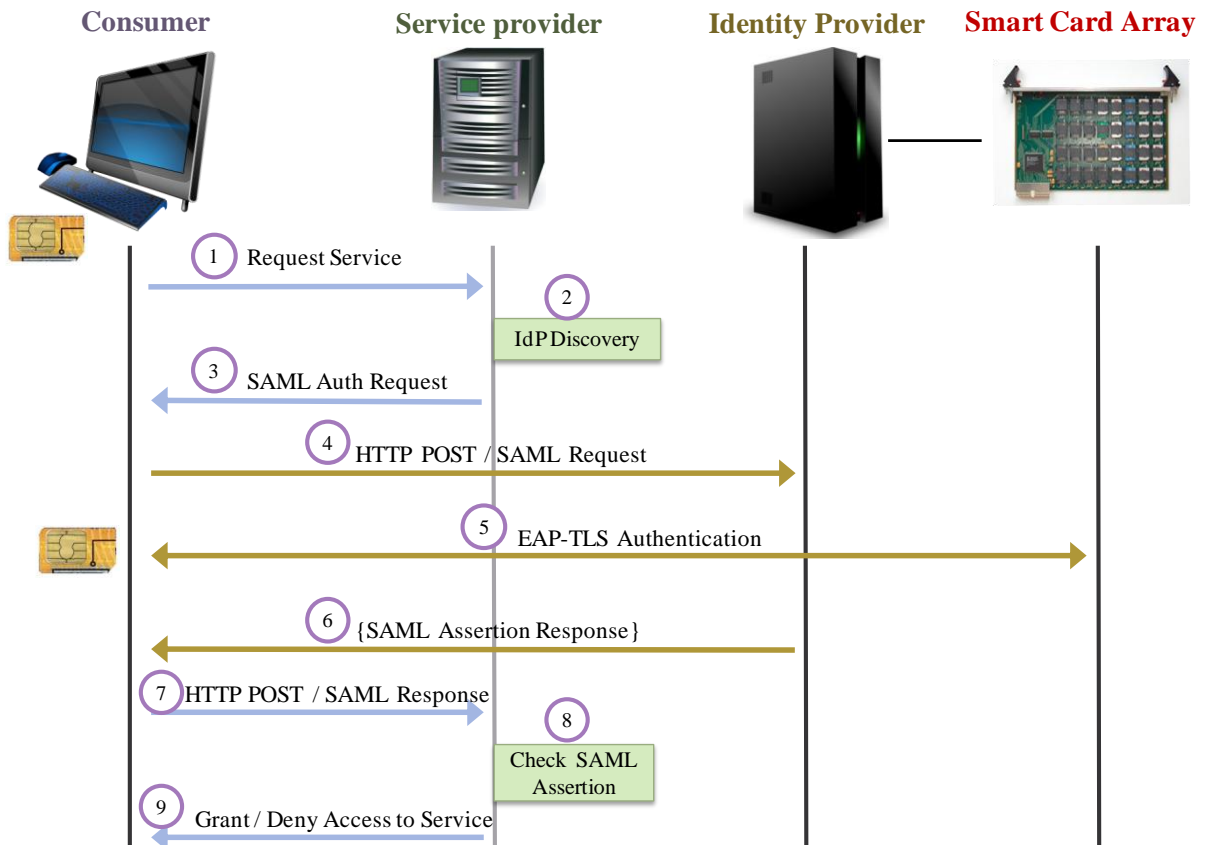 Consumer
Service provider
Identity Provider
Smart Card Array
1
Request Service
2
IdP Discovery
3
SAML Auth Request
4
HTTP POST / SAML Request
5
EAP-TLS Authentication
6
{SAML Assertion Response}
7
HTTP POST / SAML Response
8
Check SAML
Assertion
9
Grant / Deny Access to Service